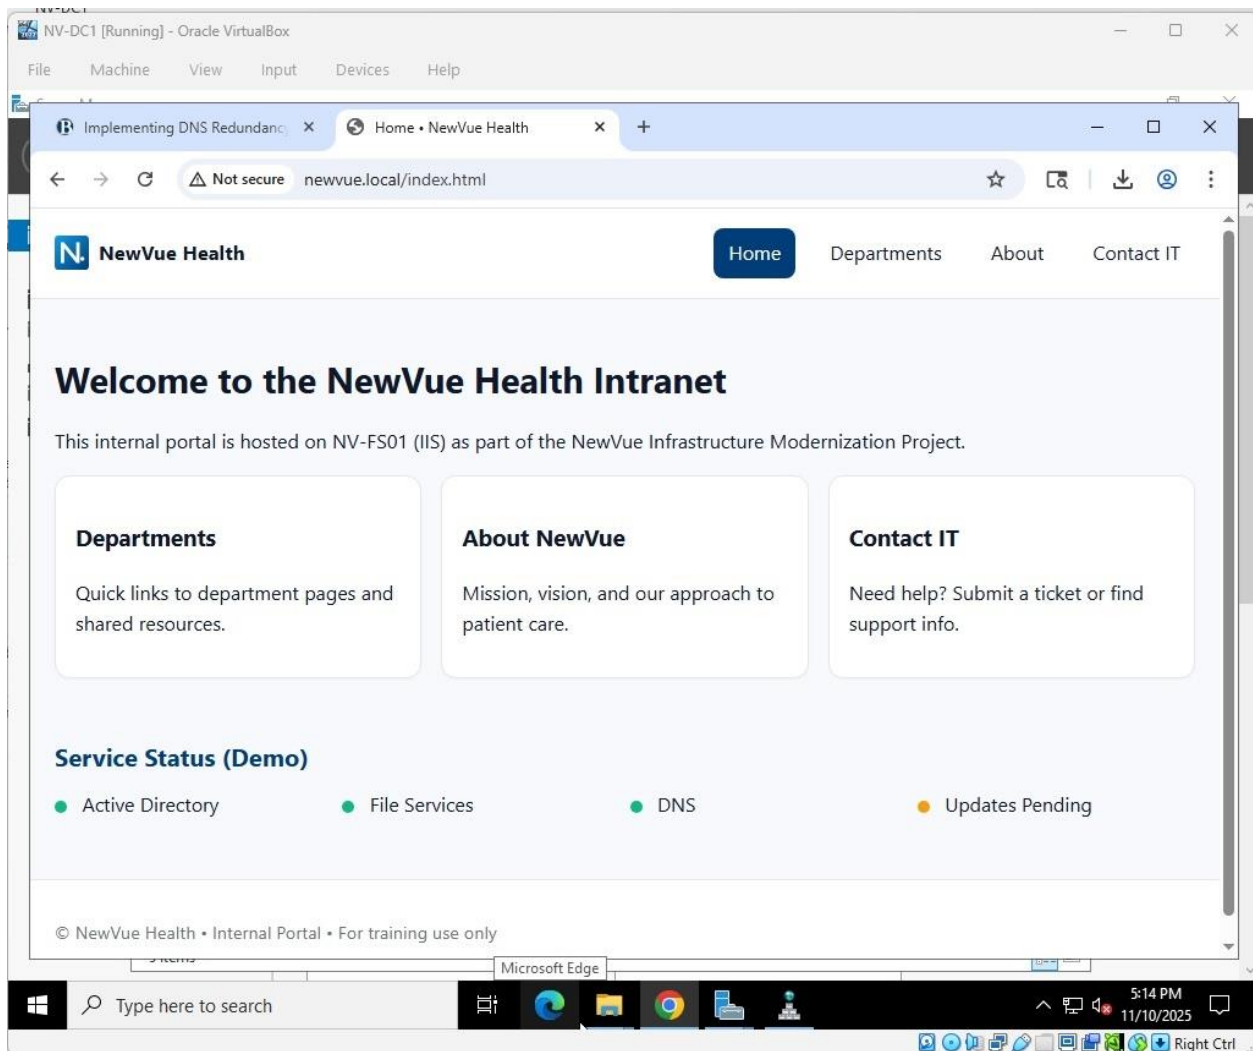 NV-DC1
NV-DC1 [Running] - Oracle VirtualBox
File Machine View Input Devices Help
Implementing DNS Redundanc
Home • NewVue Health
Not secure newvue.local/index.html
N. NewVue Health
Home Departments About Contact IT
Welcome to the NewVue Health Intranet
This internal portal is hosted on NV-FS01 (IIS) as part of the NewVue Infrastructure Modernization Project.
Departments
Quick links to department pages and
shared resources.
About NewVue
Mission, vision, and our approach to
patient care.
Contact IT
Need help? Submit a ticket or find
support info.
Service Status (Demo)
Active Directory File Services DNS Updates Pending
© NewVue Health • Internal Portal • For training use only
Microsoft Edge
Type here to search
5:14 PM
11/10/2025
Right Ctrl